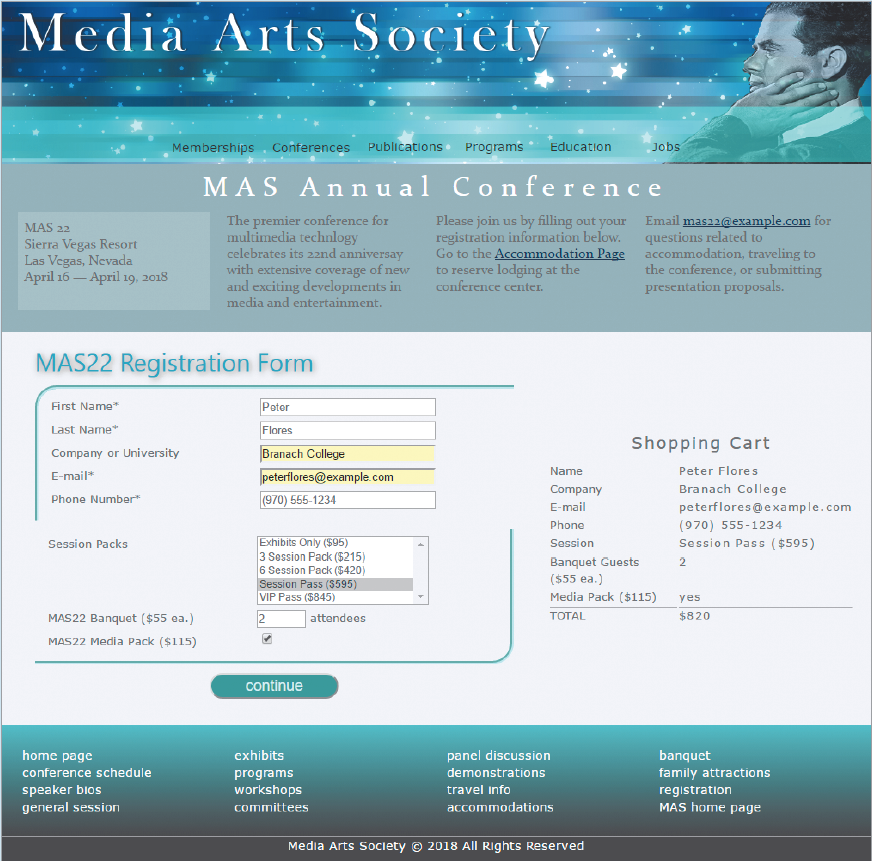 Media Arts Society
Memberships Conferences Publications Programs Education Jobs
MAS Annual Conference
MAS 22
Sierra Vegas Resort
Las Vegas, Nevada
April 16 — April 19, 2018
The premier conference for
multimedia technlogy
celebrates its 22nd anniversay
with extensive coverage of new
and exciting developments in
media and entertainment.
Please join us by filling out your
registration information below.
Go to the Accommodation Page
to reserve lodging at the
conference center.
Email mas22@example.com for
questions related to
accommodation, traveling to
the conference, or submitting
presentation proposals.
MAS22 Registration Form
First Name* Peter
Last Name* Flores
Company or University Branach College
E-mail* peterflores@example.com
Phone Number* (970) 555-1234
Session Packs
Exhibits Only ($95)
3 Session Pack ($215)
6 Session Pack ($420)
Session Pass ($595)
VIP Pass ($845)
MAS22 Banquet ($55 ea.) 2 attendees
MAS22 Media Pack ($115)
continue
Shopping Cart
Name Peter Flores
Company Branach College
E-mail peterflores@example.com
Phone (970) 555-1234
Session Session Pass ($595)
Banquet Guests 2
($55 ea.)
Media Pack ($115) yes
TOTAL $820
home page exhibits panel discussion banquet
conference schedule programs demonstrations family attractions
speaker bios workshops travel info registration
general session committees accommodations MAS home page
Media Arts Society © 2018 All Rights Reserved